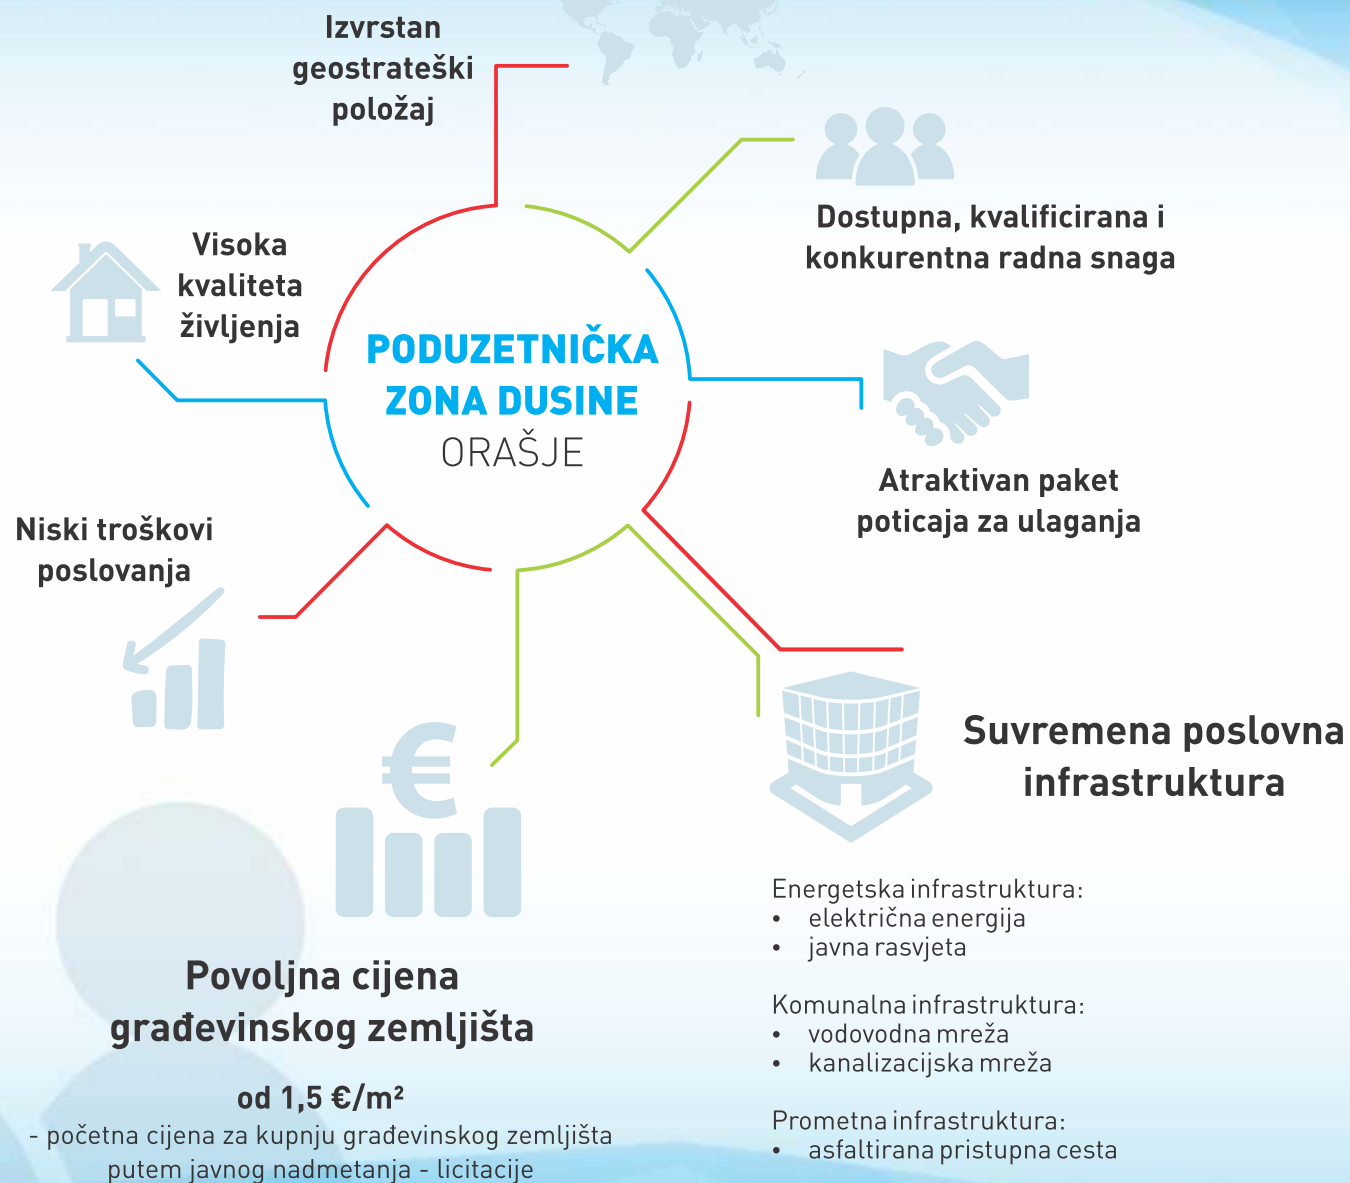 Izvrstan
geostrateški
položaj
Dostupna, kvalificirana i
konkurentna radna snaga
Visoka
kvaliteta
življenja
PODUZETNIČKA
ZONA DUSINE
ORAŠJE
Atraktivan paket
poticaja za ulaganja
Niski troškovi
poslovanja
€
Suvremena poslovna
infrastruktura
Povoljna cijena
građevinskog zemljišta
od 1,5 €/m²
- početna cijena za kupnju građevinskog zemljišta
putem javnog nadmetanja - licitacije
Energetska infrastruktura:
• električna energija
• javna rasvjeta
Komunalna infrastruktura:
• vodovodna mreža
• kanalizacijska mreža
Prometna infrastruktura:
• asfaltirana pristupna cesta